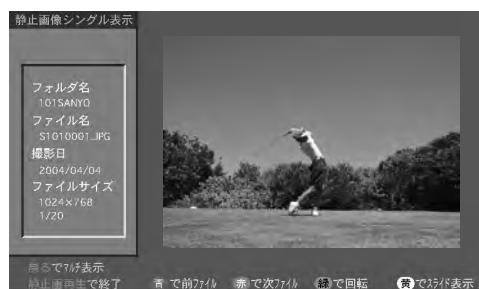 静止画像シングル表示
フォルダ名
101SANYO
ファイル名
S1010001.JPG
撮影日
2004/04/04
ファイルサイズ
1024×768
1/20
戻るでマルチ表示
静止画再生で終了
青 で前ファイル 赤 で次ファイル 緑 で回転 黄 でスライド表示